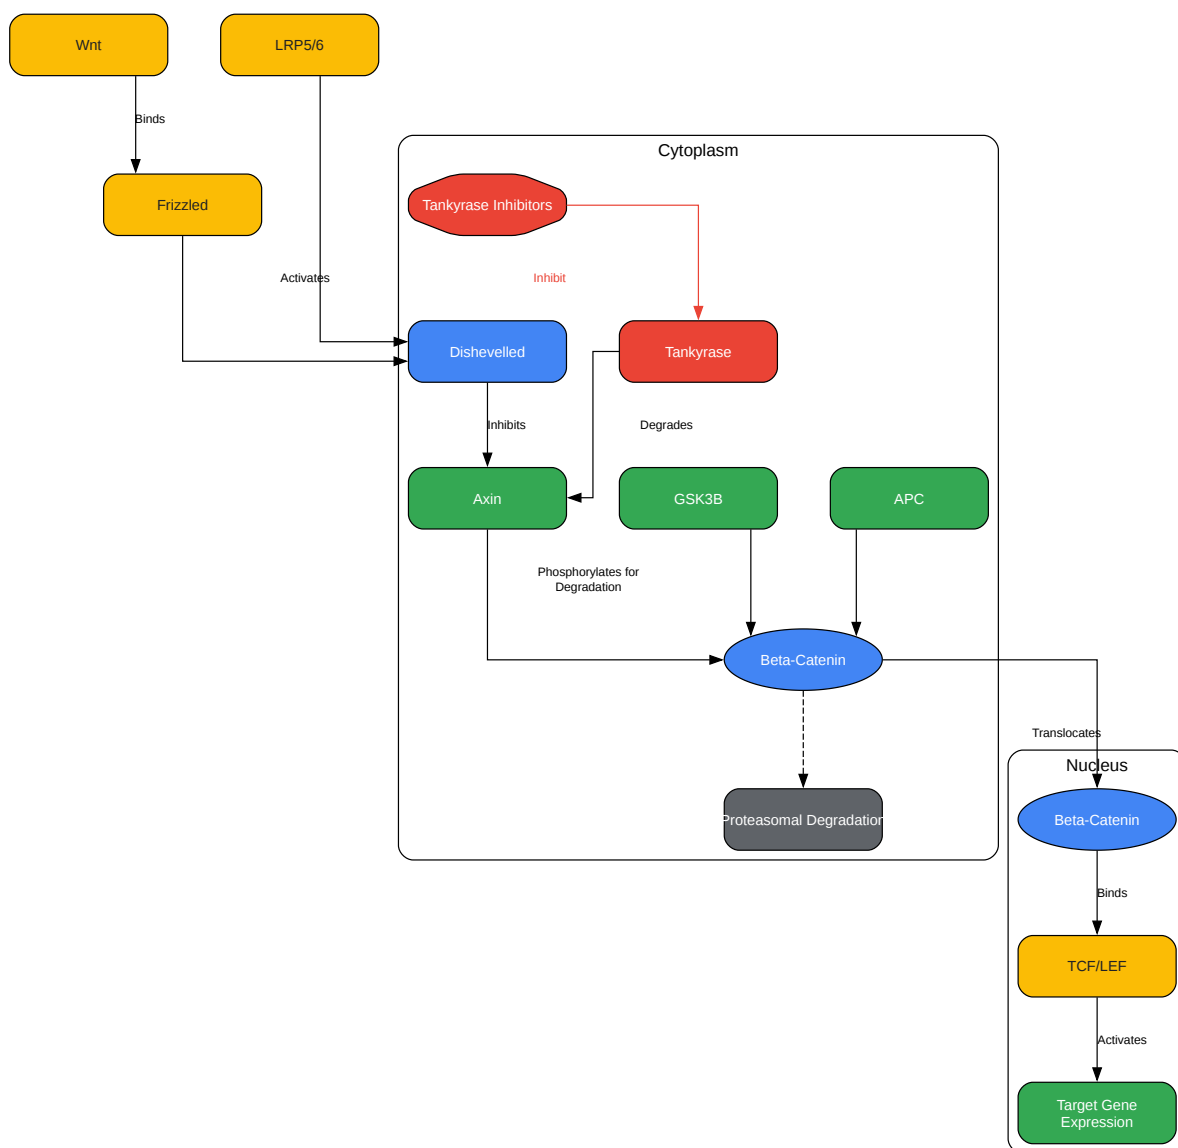 Wnt
LRP5/6
Binds
Cytoplasm
Tankyrase Inhibitors
Frizzled
Activates
Inhibit
Dishevelled
Tankyrase
Inhibits
Degrades
Axin
GSK3B
APC
Phosphorylates for
Degradation
Beta-Catenin
Translocates
Nucleus
Proteasomal Degradation
Beta-Catenin
Binds
TCF/LEF
Activates
Target Gene
Expression